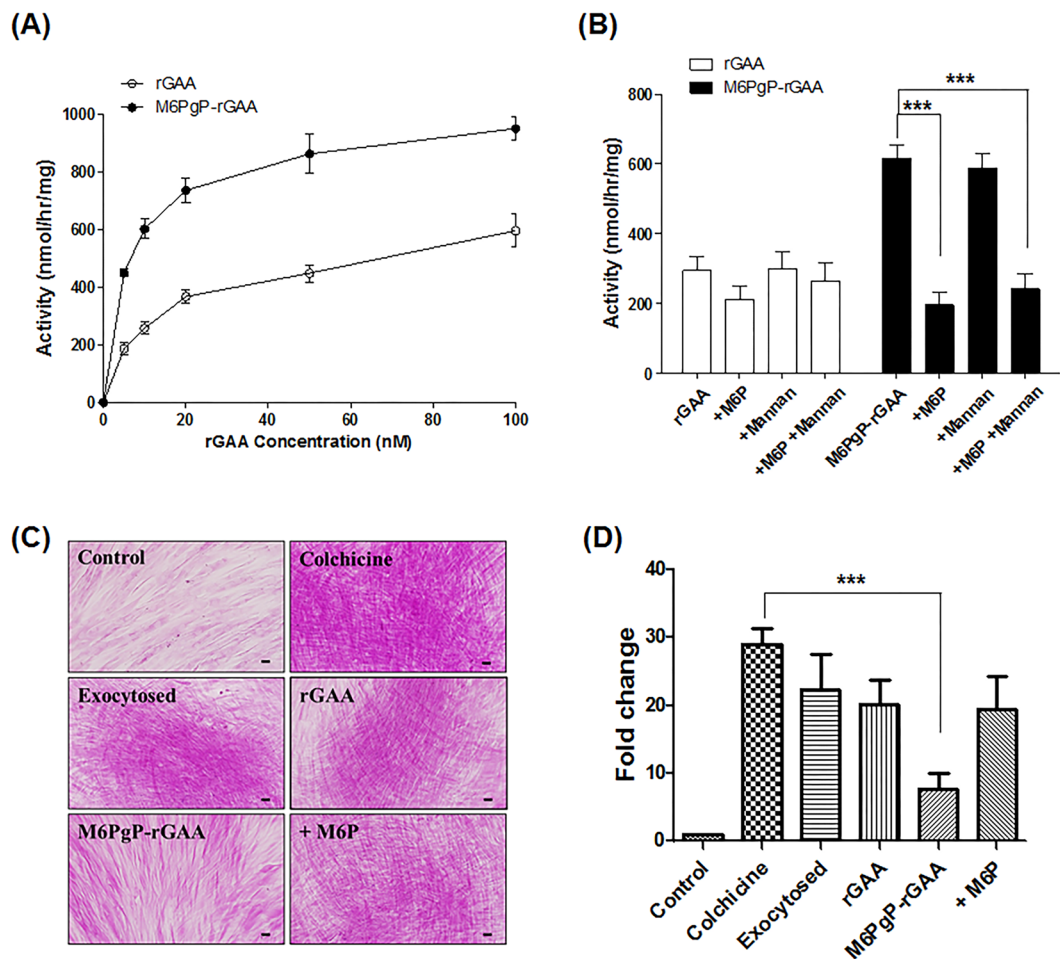 (A)
rGAA
M6PgP-rGAA
Activity (nmol/hr/mg)
1000
800
600
400
200
0
0 20 40 60 80 100
rGAA Concentration (nM)
(B)
rGAA
M6PgP-rGAA
***
***
Activity (nmol/hr/mg)
800
600
400
200
0
rGAA
+M6P
+Mannan
+M6P +Mannan
M6PgP-rGAA
+M6P
+Mannan
+M6P +Mannan
(C)
Control
Colchicine
Exocytosed
rGAA
M6PgP-rGAA
+ M6P
(D)
***
Fold change
40
30
20
10
0
Control
Colchicine
Exocytosed
rGAA
M6PgP-rGAA
+ M6P